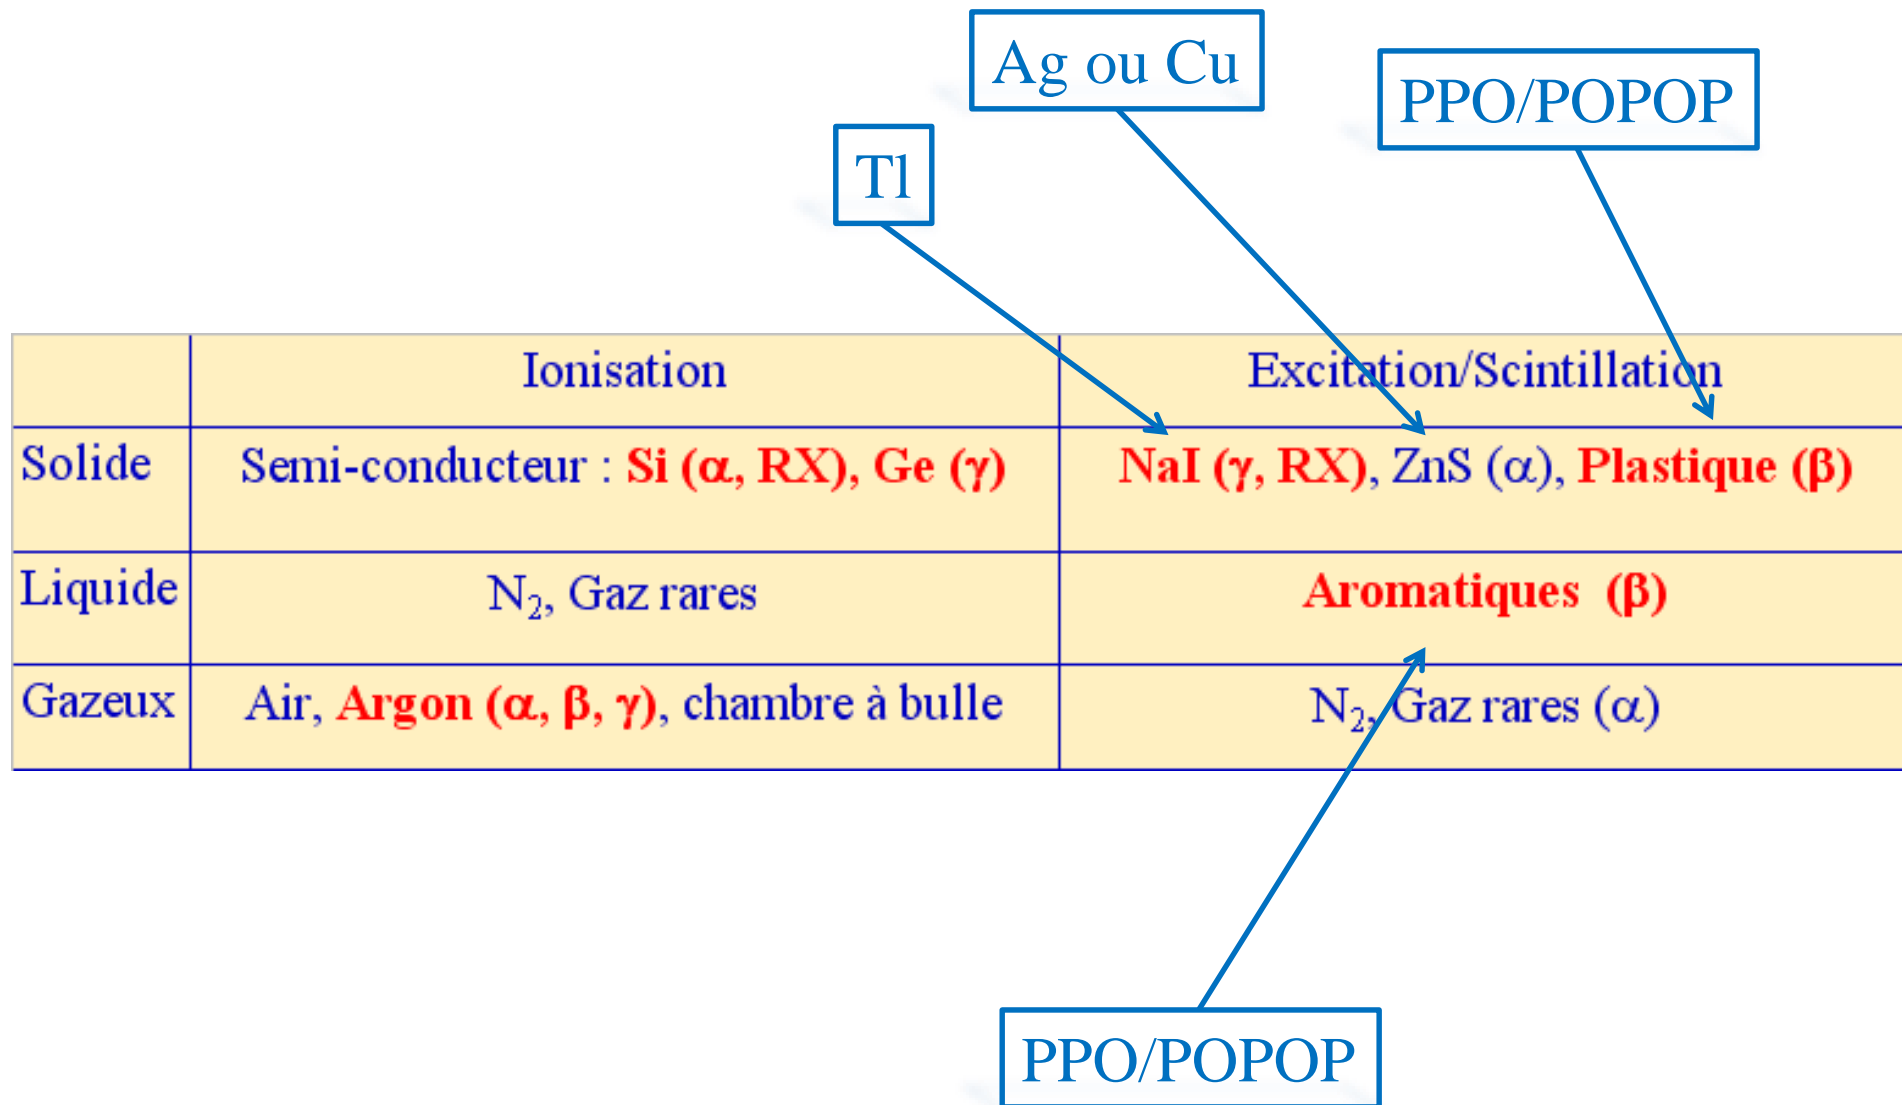 Ag ou Cu
PPO/POPOP
Tl
Ionisation
Excitation/Scintillation
Solide
Semi-conducteur : Si (α, RX), Ge (γ)
NaI (γ, RX), ZnS (α), Plastique (β)
Liquide
N₂, Gaz rares
Aromatiques (β)
Gazeux
Air, Argon (α, β, γ), chambre à bulle
N₂, Gaz rares (α)
PPO/POPOP